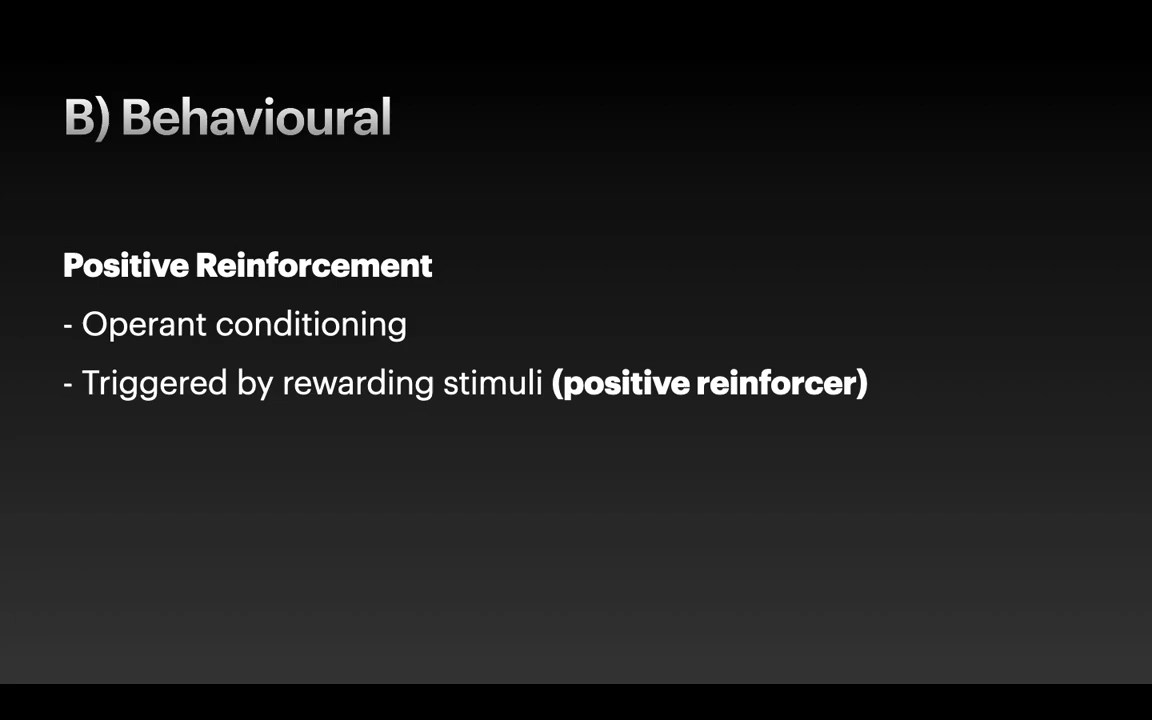 B) Behavioural
Positive Reinforcement
- Operant conditioning
- Triggered by rewarding stimuli (positive reinforcer)